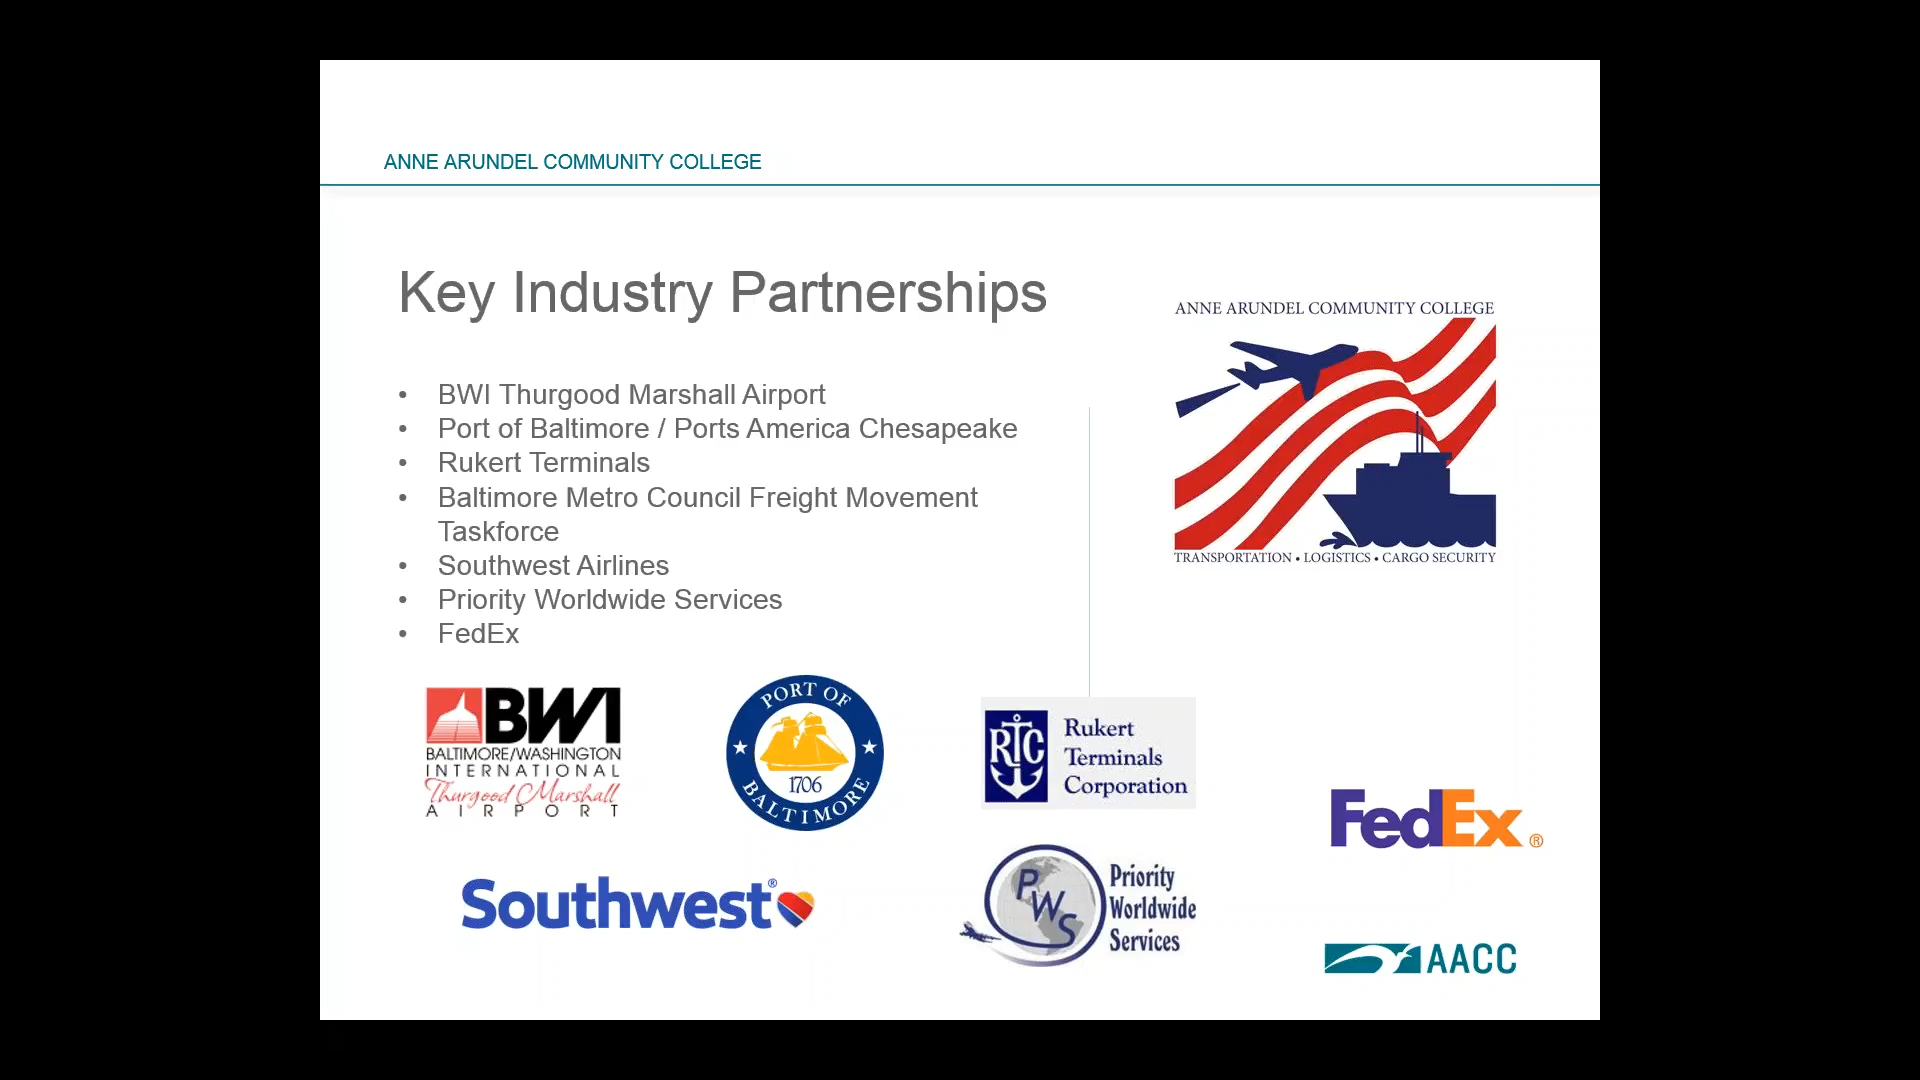 ANNE ARUNDEL COMMUNITY COLLEGE
Key Industry Partnerships
• BWI Thurgood Marshall Airport
• Port of Baltimore / Ports America Chesapeake
• Rukert Terminals
• Baltimore Metro Council Freight Movement
Taskforce
• Southwest Airlines
• Priority Worldwide Services
• FedEx
ANNE ARUNDEL COMMUNITY COLLEGE
TRANSPORTATION • LOGISTICS • CARGO SECURITY
BWI
BALTIMORE/WASHINGTON
INTERNATIONAL
Thurgood Marshall
AIRPORT
PORT OF
1706
BALTIMORE
RTC
Rukert
Terminals
Corporation
FedEx®
Southwest®
PWS
Priority
Worldwide
Services
AACC